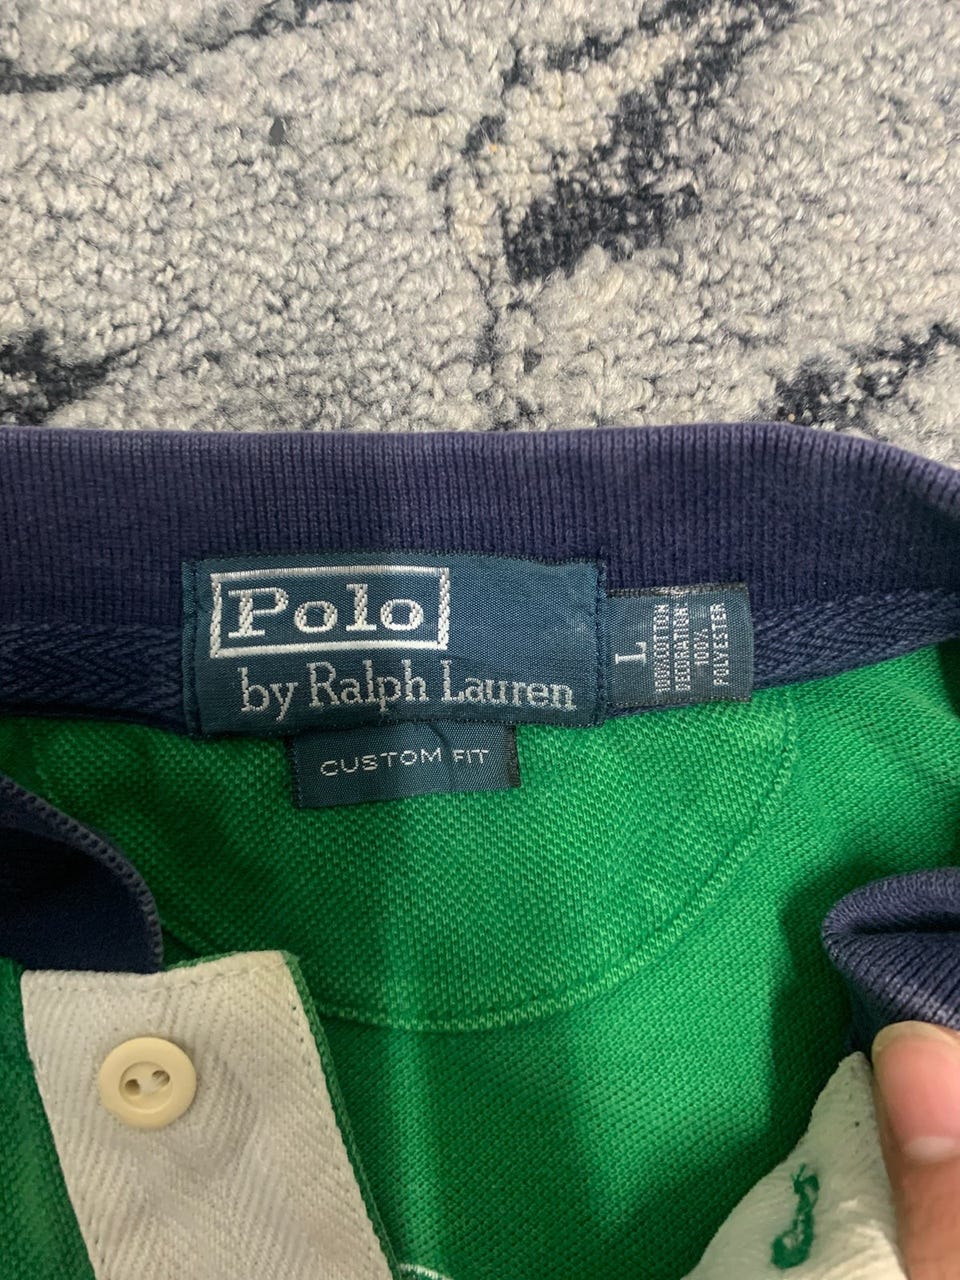 Polo
by Ralph Lauren
CUSTOM FIT
L
100% COTTON
DECORATION
100%
POLYESTER